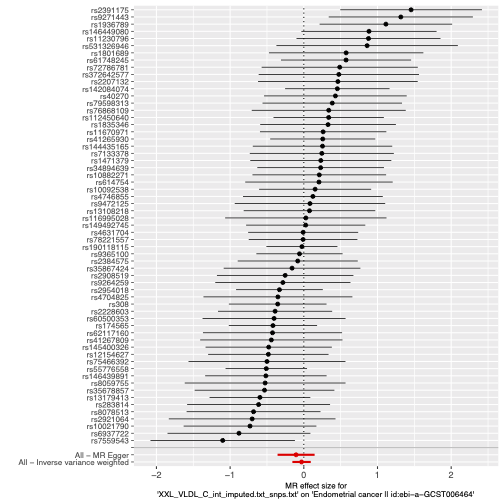 rs2391175
rs9271443
rs1936789
rs146449080
rs11230796
rs531326946
rs1801689
rs61748245
rs72786781
rs372642577
rs2207132
rs142084074
rs40270
rs79598313
rs76868109
rs112450640
rs1835346
rs11670971
rs41265930
rs144435165
rs7133378
rs1471379
rs34894639
rs10882271
rs614754
rs10092538
rs4746855
rs9472125
rs13108218
rs116995028
rs149492745
rs4631704
rs78221557
rs190118115
rs9365100
rs2384575
rs35867424
rs2908519
rs9264259
rs2954018
rs4704825
rs308
rs2228603
rs60500353
rs174565
rs62117160
rs41267809
rs145400326
rs12154627
rs75466392
rs55776558
rs146439891
rs8059755
rs35678857
rs13179413
rs283814
rs8078513
rs2921064
rs10021790
rs6937722
rs7559543
All − MR Egger
All − Inverse variance weighted
−2 −1 0 1 2
MR effect size for
'XXL_VLDL_C_int_imputed.txt_snps.txt' on 'Endometrial cancer II id:ebi−a−GCST006464'